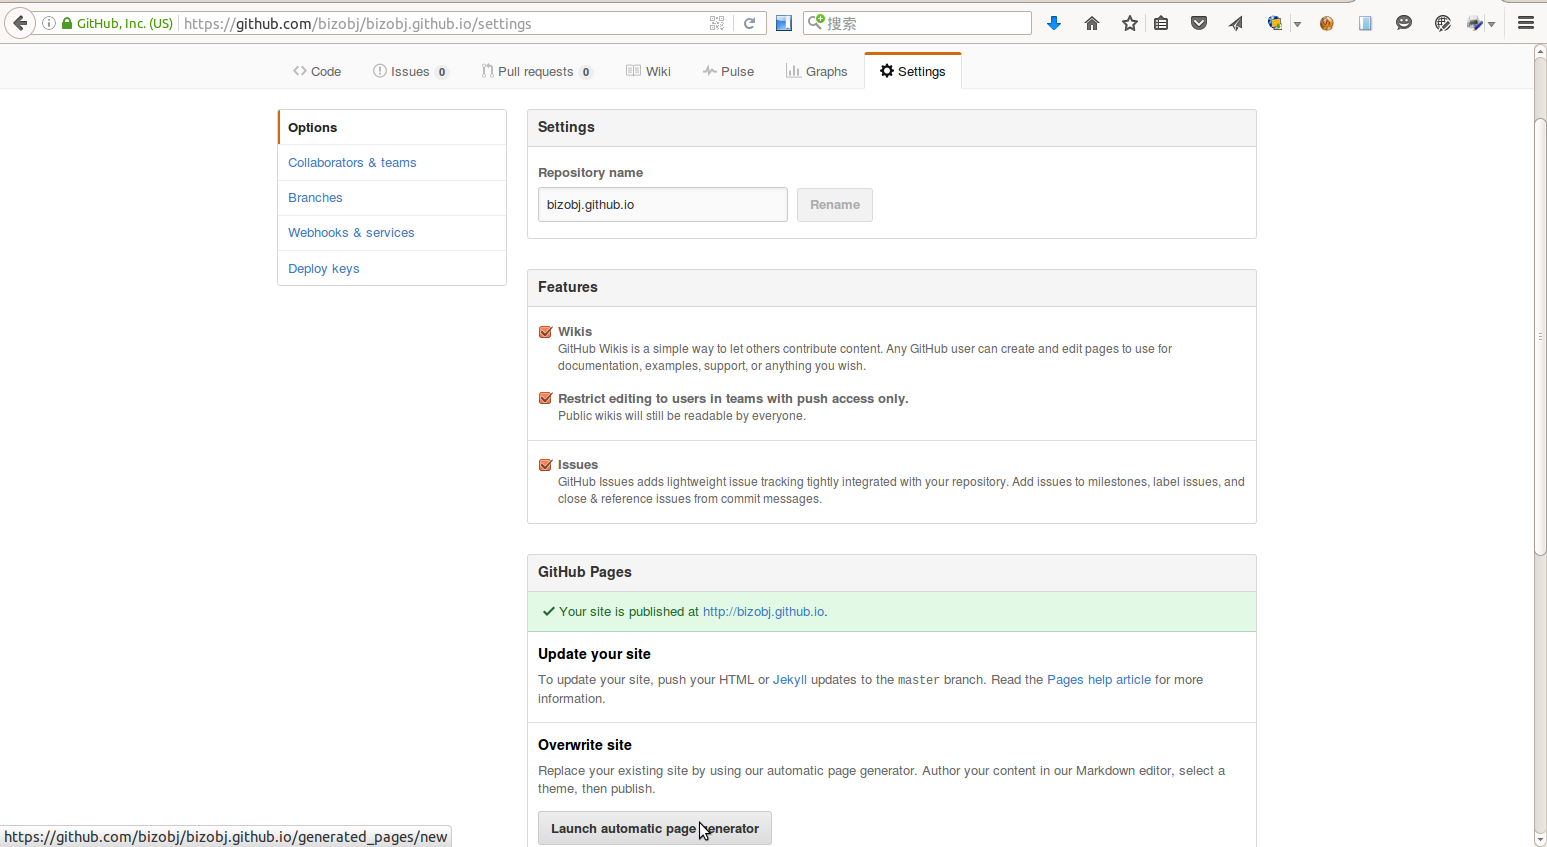 GitHub, Inc. (US) https://github.com/bizobj/bizobj.github.io/settings 搜索
Code Issues 0 Pull requests 0 Wiki Pulse Graphs Settings
Options
Collaborators & teams
Branches
Webhooks & services
Deploy keys
Settings
Repository name
bizobj.github.io Rename
Features
Wikis
GitHub Wikis is a simple way to let others contribute content. Any GitHub user can create and edit pages to use for
documentation, examples, support, or anything you wish.
Restrict editing to users in teams with push access only.
Public wikis will still be readable by everyone.
Issues
GitHub Issues adds lightweight issue tracking tightly integrated with your repository. Add issues to milestones, label issues, and
close & reference issues from commit messages.
GitHub Pages
Your site is published at http://bizobj.github.io.
Update your site
To update your site, push your HTML or Jekyll updates to the master branch. Read the Pages help article for more
information.
Overwrite site
Replace your existing site by using our automatic page generator. Author your content in our Markdown editor, select a
theme, then publish.
Launch automatic page generator
https://github.com/bizobj/bizobj.github.io/generated_pages/new